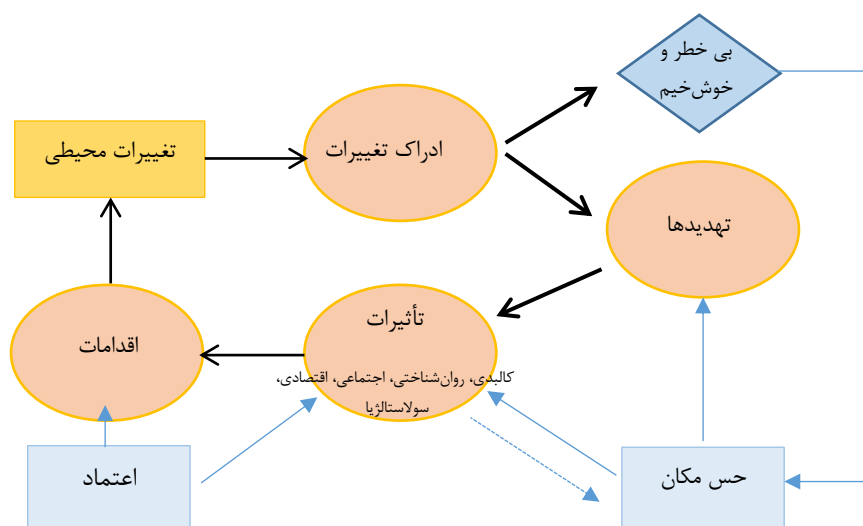 بی خطر و
خوش‌خیم
ادراک تغییرات
تغییرات محیطی
تهدیدها
تأثیرات
کالبدی، روان‌شناختی، اجتماعی، اقتصادی،
سولاستالژیا
اقدامات
حس مکان
اعتماد